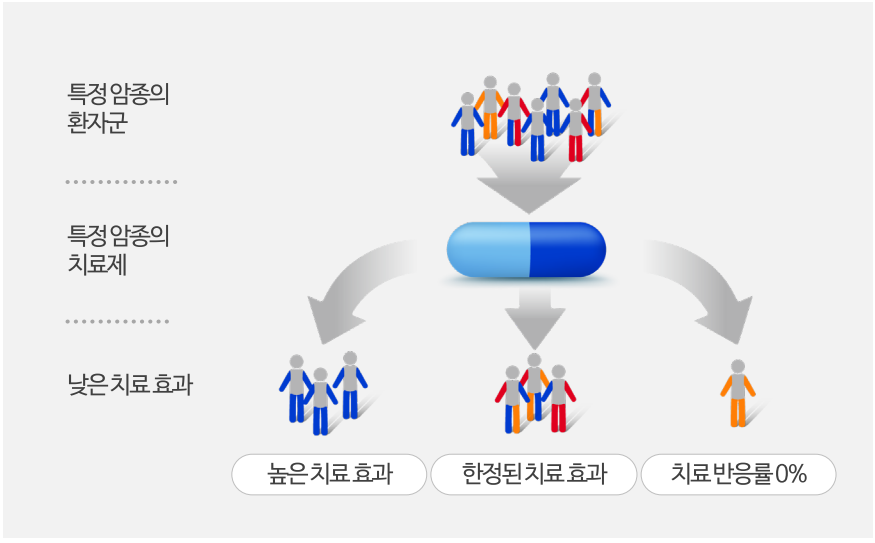 특정 암종의
환자군
특정 암종의
치료제
낮은 치료 효과
높은 치료 효과
한정된 치료 효과
치료 반응률 0%